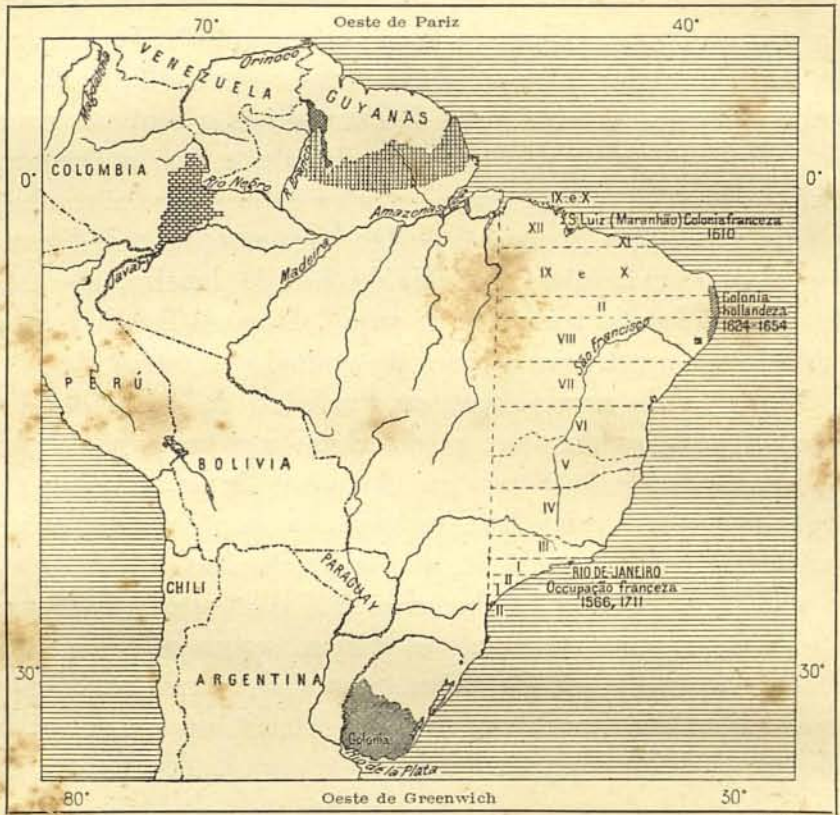 70°
Oeste de Pariz
40°
VENEZUELA
Orinoco
Magdalena
GUYANAS
COLOMBIA
0°
Rio Negro
R. Branco
0°
IX e X
Amazonas
XII
S. Luiz (Maranhão) Colonia franceza
1610
XI
Javary
Madeira
IX e X
II
Colonia
hollandeza
1624-1654
São Francisco
VIII
PERÚ
VII
VI
BOLIVIA
V
IV
III
PARAGUAY
I
RIO DE JANEIRO
CHILI
II
Occupação franceza
1566, 1711
I
II
30°
ARGENTINA
30°
Colonia
Rio de la Plata
80°
Oeste de Greenwich
50°